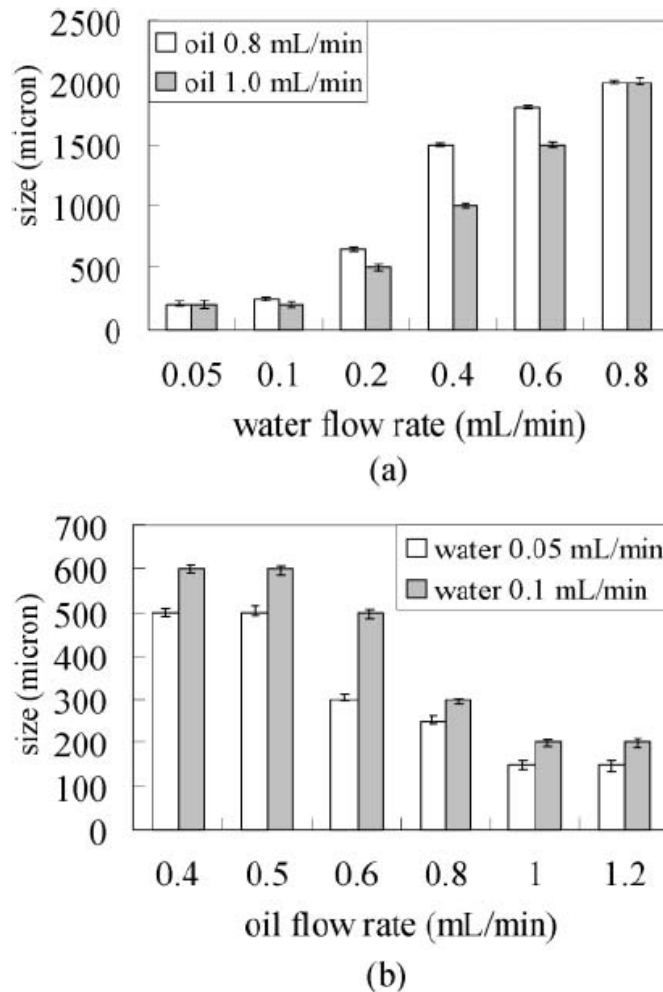 2500
2000
1500
1000
500
0
size (micron)
oil 0.8 mL/min
oil 1.0 mL/min
0.05 0.1 0.2 0.4 0.6 0.8
water flow rate (mL/min)
(a)
700
600
500
400
300
200
100
0
size (micron)
water 0.05 mL/min
water 0.1 mL/min
0.4 0.5 0.6 0.8 1 1.2
oil flow rate (mL/min)
(b)